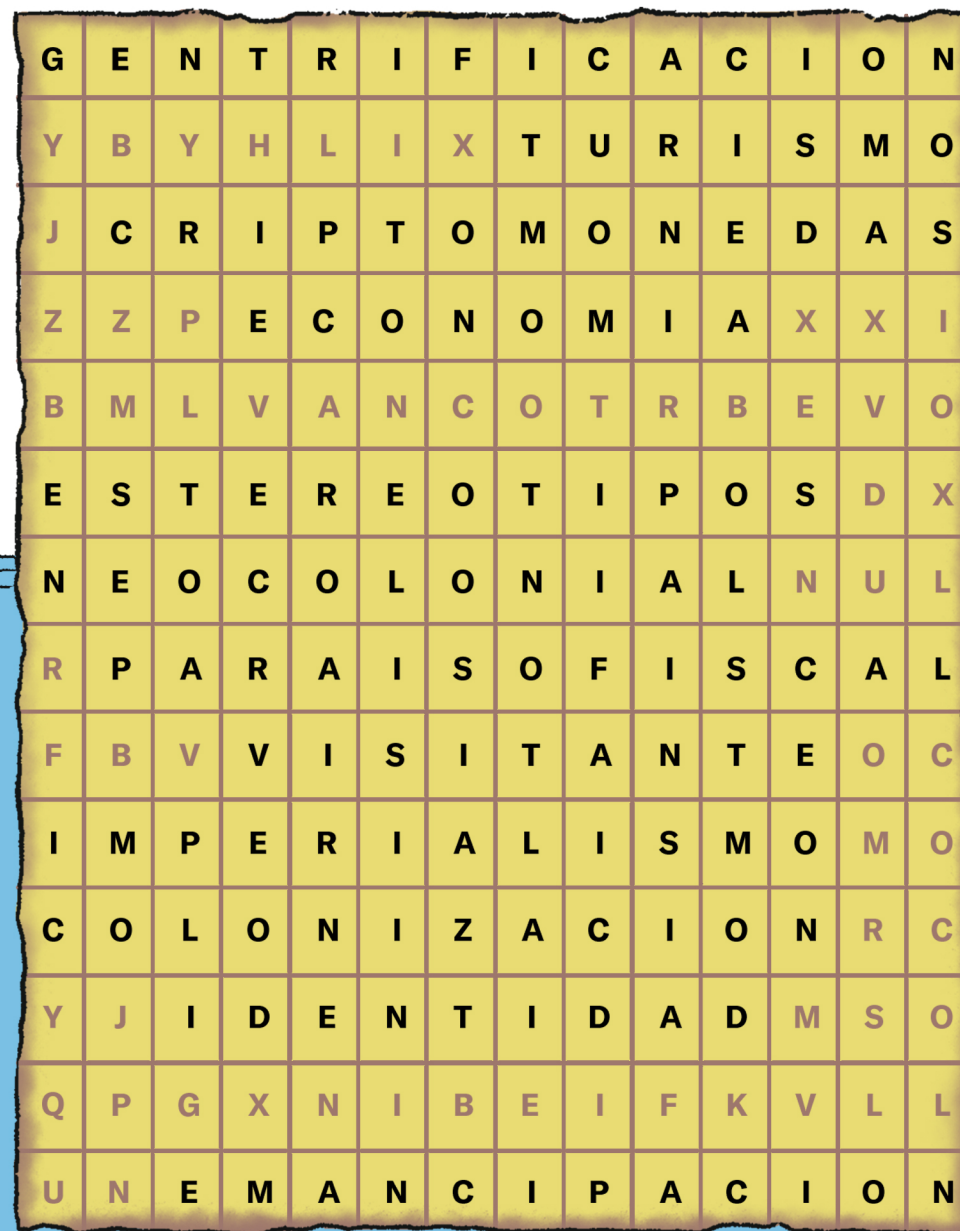 G E N T R I F I C A C I O N
Y B Y H L I X T U R I S M O
J C R I P T O M O N E D A S
Z Z P E C O N O M I A X X I
B M L V A N C O T R B E V O
E S T E R E O T I P O S D X
N E O C O L O N I A L N U L
R P A R A I S O F I S C A L
F B V V I S I T A N T E O C
I M P E R I A L I S M O M O
C O L O N I Z A C I O N R C
Y J I D E N T I D A D M S O
Q P G X N I B E I F K V L L
U N E M A N C I P A C I O N